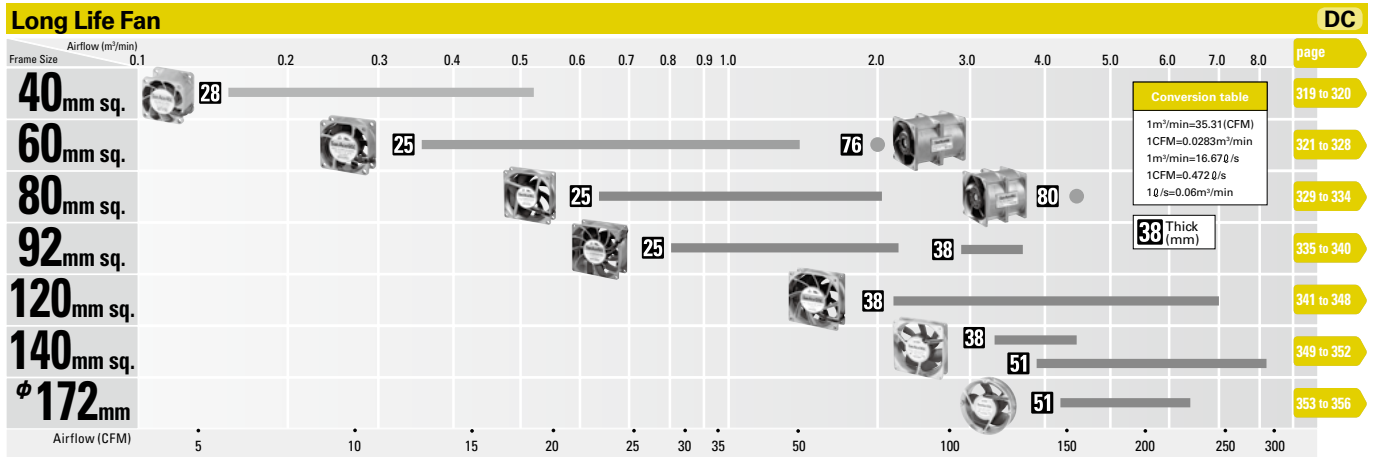 Long Life Fan DC
Airflow (m³/min)
Frame Size 0.1 0.2 0.3 0.4 0.5 0.6 0.7 0.8 0.9 1.0 2.0 3.0 4.0 5.0 6.0 7.0 8.0 page
40mm sq. 28 319 to 320
60mm sq. 25 76 321 to 328
80mm sq. 25 80 329 to 334
92mm sq. 25 38 335 to 340
120mm sq. 38 341 to 348
140mm sq. 38 51 349 to 352
φ172mm 51 353 to 356
Airflow (CFM) 5 10 15 20 25 30 35 50 100 150 200 250 300
Conversion table
1m³/min=35.31(CFM)
1CFM=0.0283m³/min
1m³/min=16.67ℓ/s
1CFM=0.472ℓ/s
1ℓ/s=0.06m³/min
38 Thick
(mm)